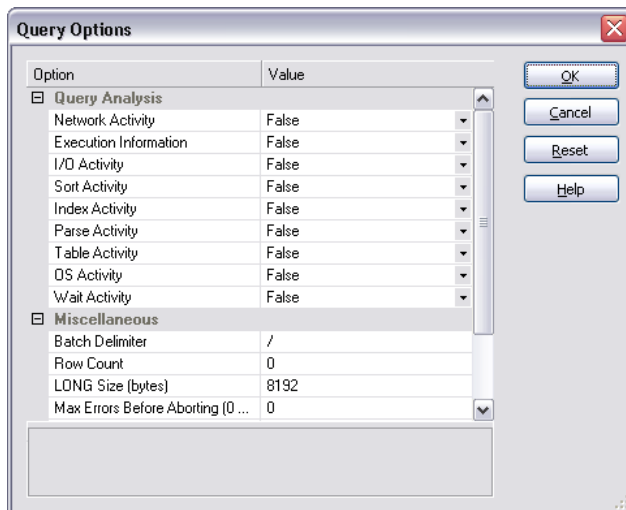 Query Options
Option Value
Query Analysis
Network Activity False
Execution Information False
I/O Activity False
Sort Activity False
Index Activity False
Parse Activity False
Table Activity False
OS Activity False
Wait Activity False
Miscellaneous
Batch Delimiter /
Row Count 0
LONG Size (bytes) 8192
Max Errors Before Aborting (0 ... 0
OK
Cancel
Reset
Help